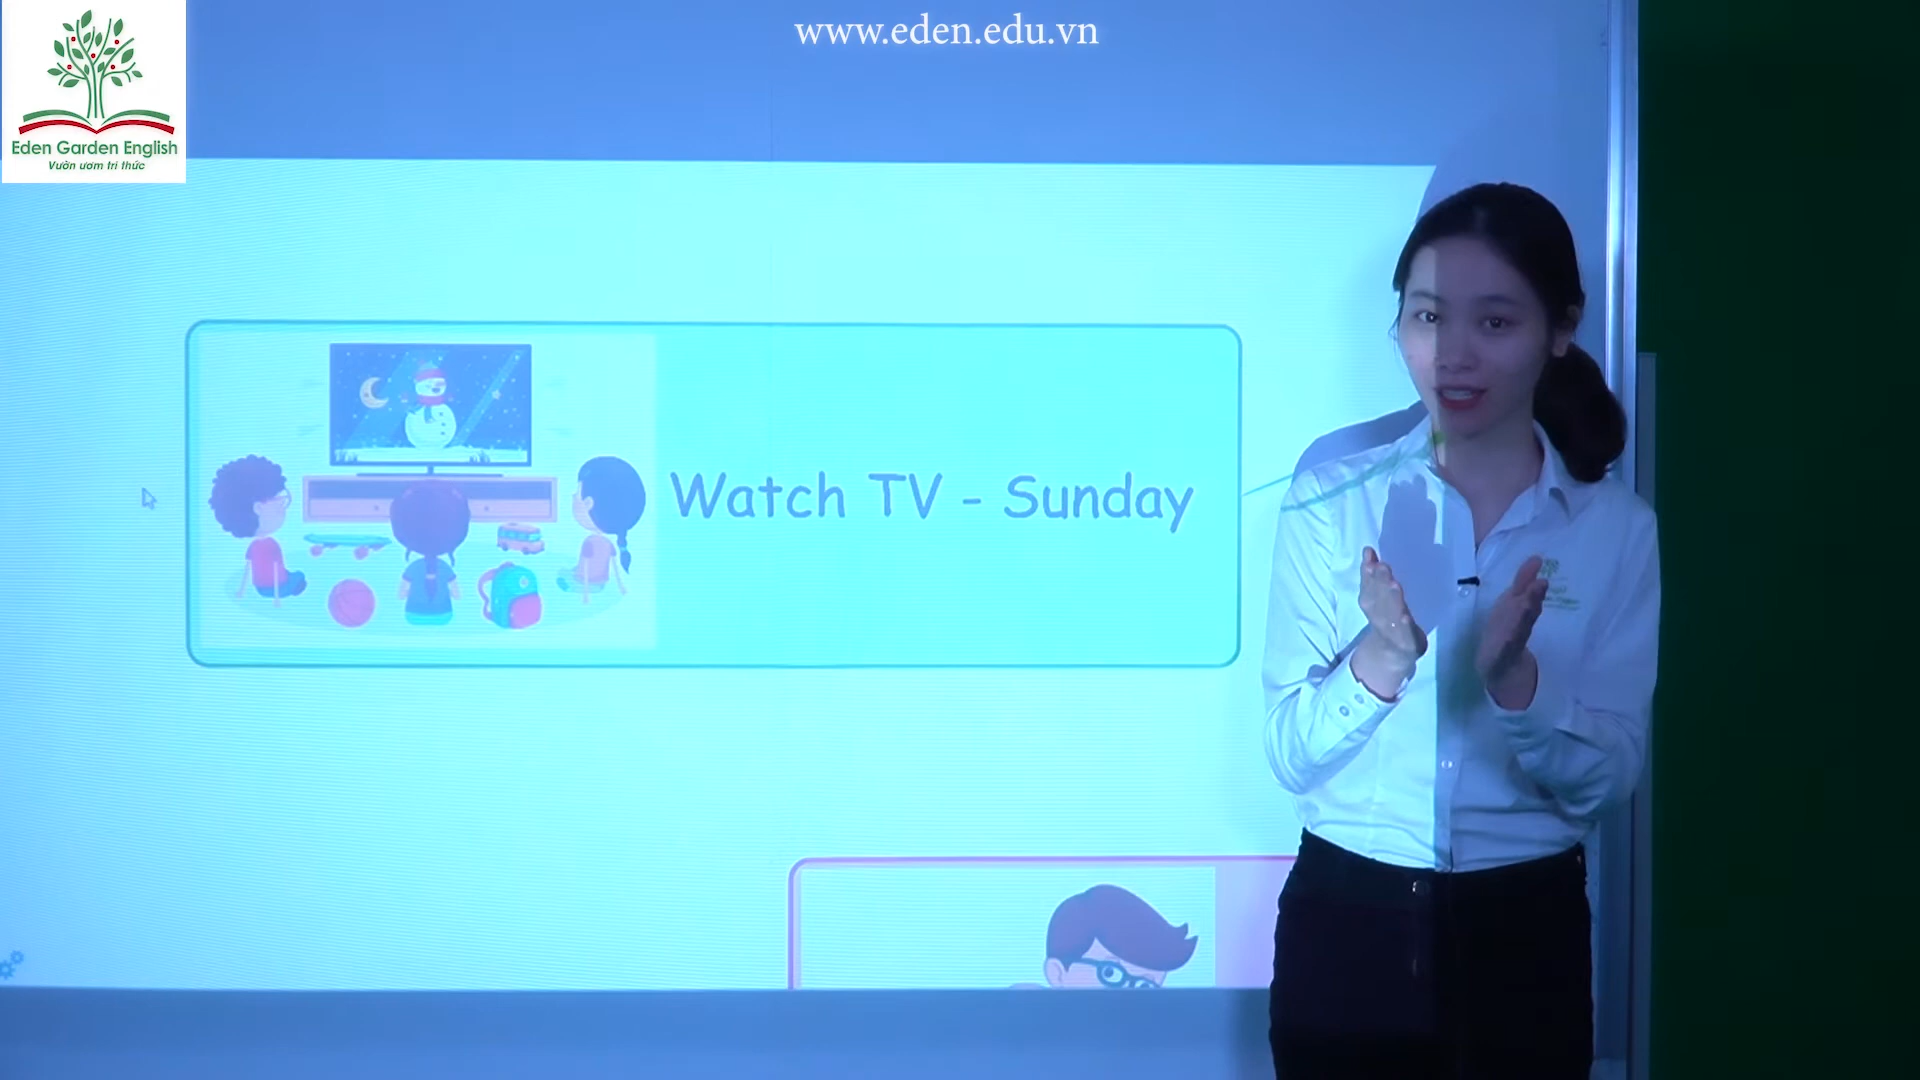 www.eden.edu.vn
Eden Garden English
Vườn ươm tri thức
Watch TV - Sunday